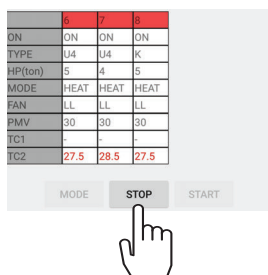 6 7 8
ON ON ON ON
TYPE U4 U4 K
HP(ton) 5 4 5
MODE HEAT HEAT HEAT
FAN LL LL LL
PMV 30 30 30
TC1 - - -
TC2 27.5 28.5 27.5
MODE STOP START